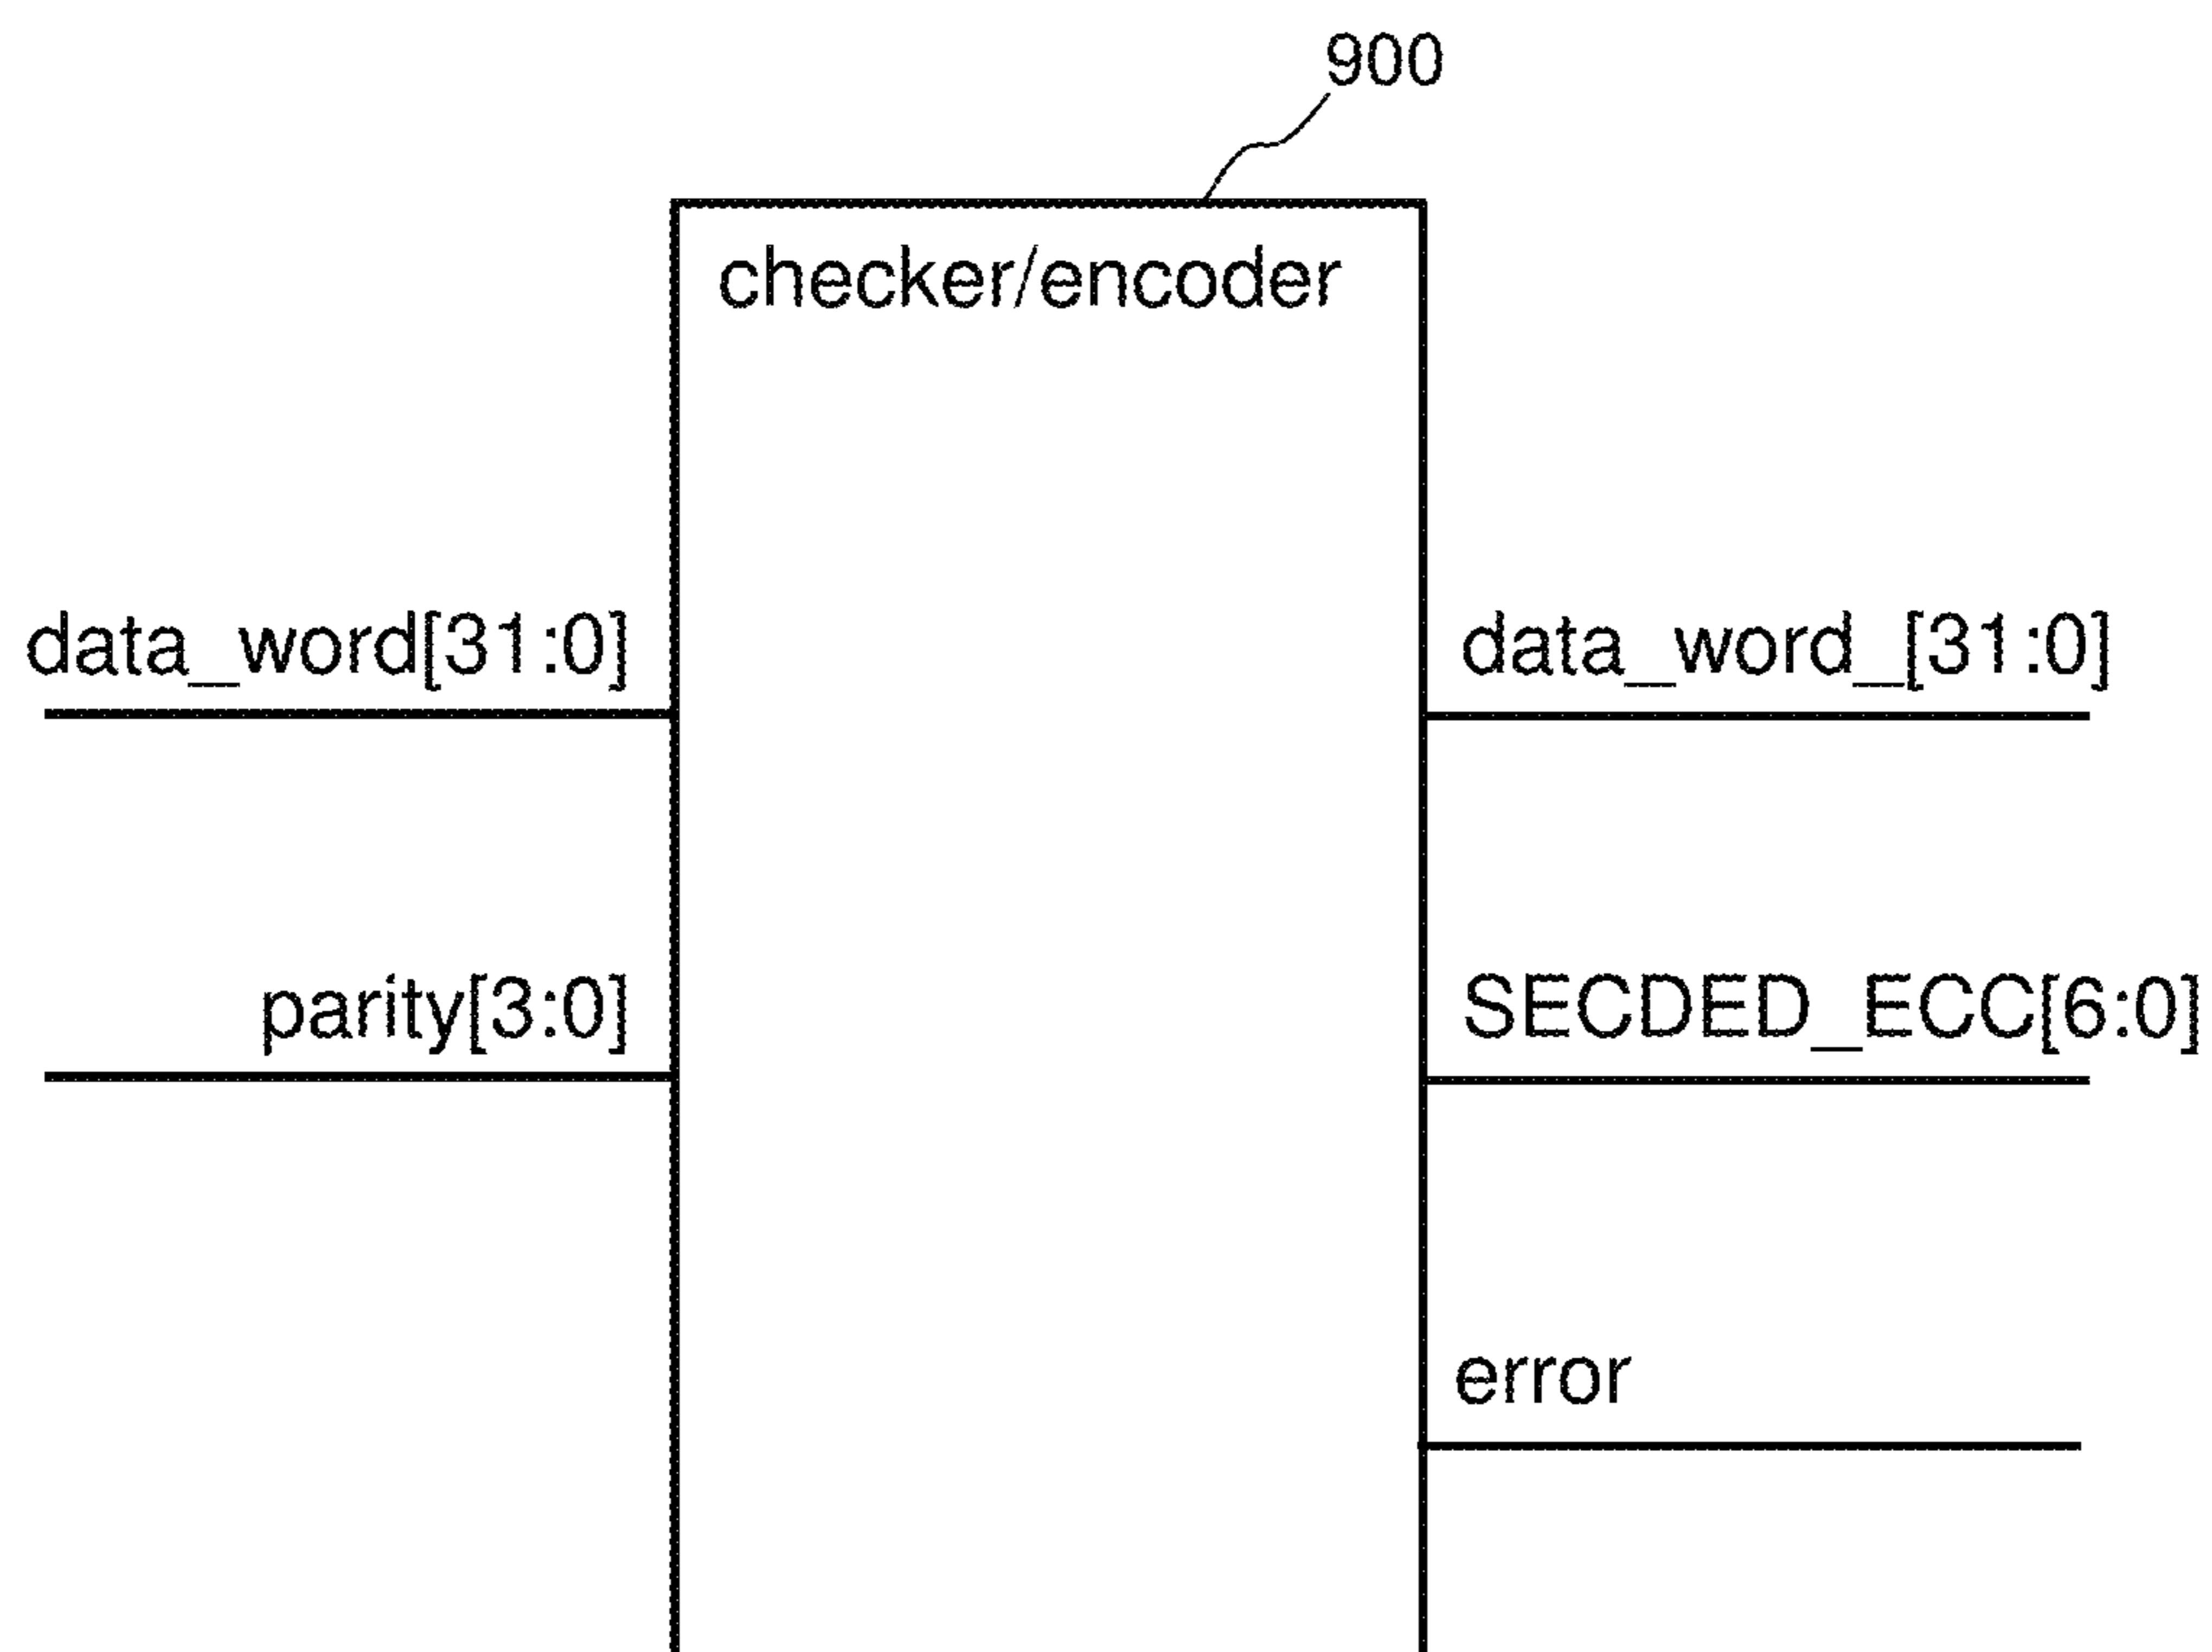 900
checker/encoder
data_word[31:0]
data_word_[31:0]
parity[3:0]
SECDED_ECC[6:0]
error